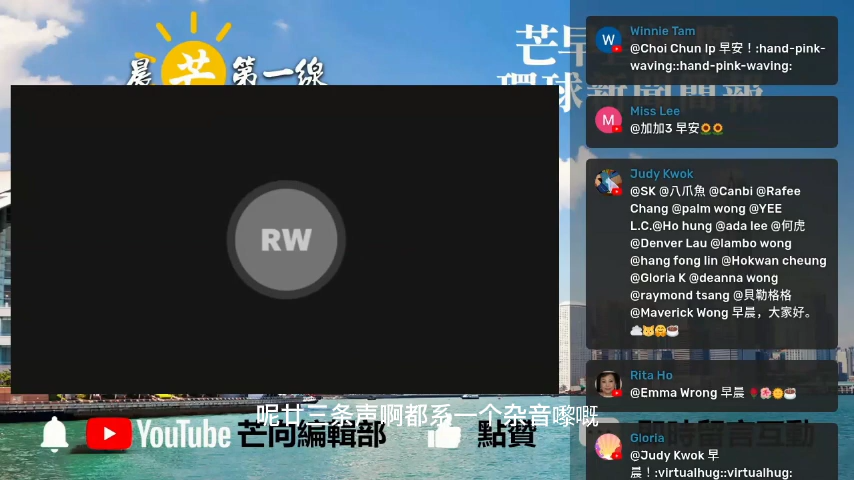 晨芒第一線
RW
呢廿三条声啊都系一个杂音嚟嘅
YouTube 芒向編輯部 點贊
即時留言互動
W
Winnie Tam
@Choi Chun Ip 早安！:hand-pink-
waving::hand-pink-waving:
M
Miss Lee
@加加3 早安🌻🌻
Judy Kwok
@SK @八爪魚 @Canbi @Rafee
Chang @palm wong @YEE
L.C.@Ho hung @ada lee @何虎
@Denver Lau @lambo wong
@hang fong lin @Hokwan cheung
@Gloria K @deanna wong
@raymond tsang @貝勒格格
@Maverick Wong 早晨，大家好。
Rita Ho
@Emma Wrong 早晨
Gloria
@Judy Kwok 早
晨！:virtualhug::virtualhug: